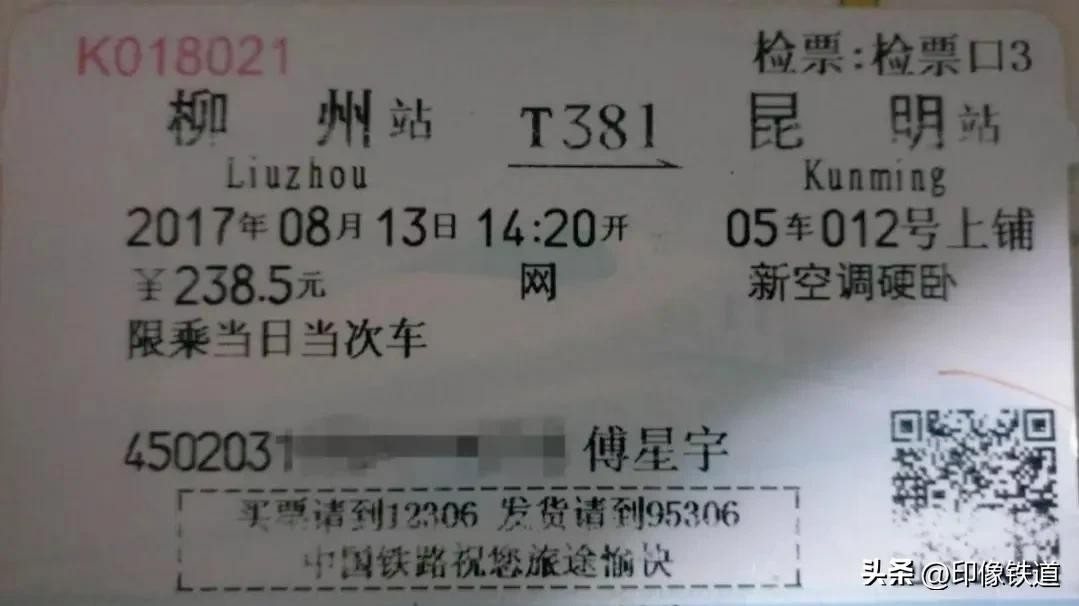 K018021 检票:检票口3
柳州站 T381 昆明站
Liuzhou Kunming
2017年08月13日 14:20开 05车012号上铺
￥238.5元 网 新空调硬卧
限乘当日当次车
4502031 傅星宇
买票请到12306 发货请到95306
中国铁路祝您旅途愉快
头条 @印像铁道